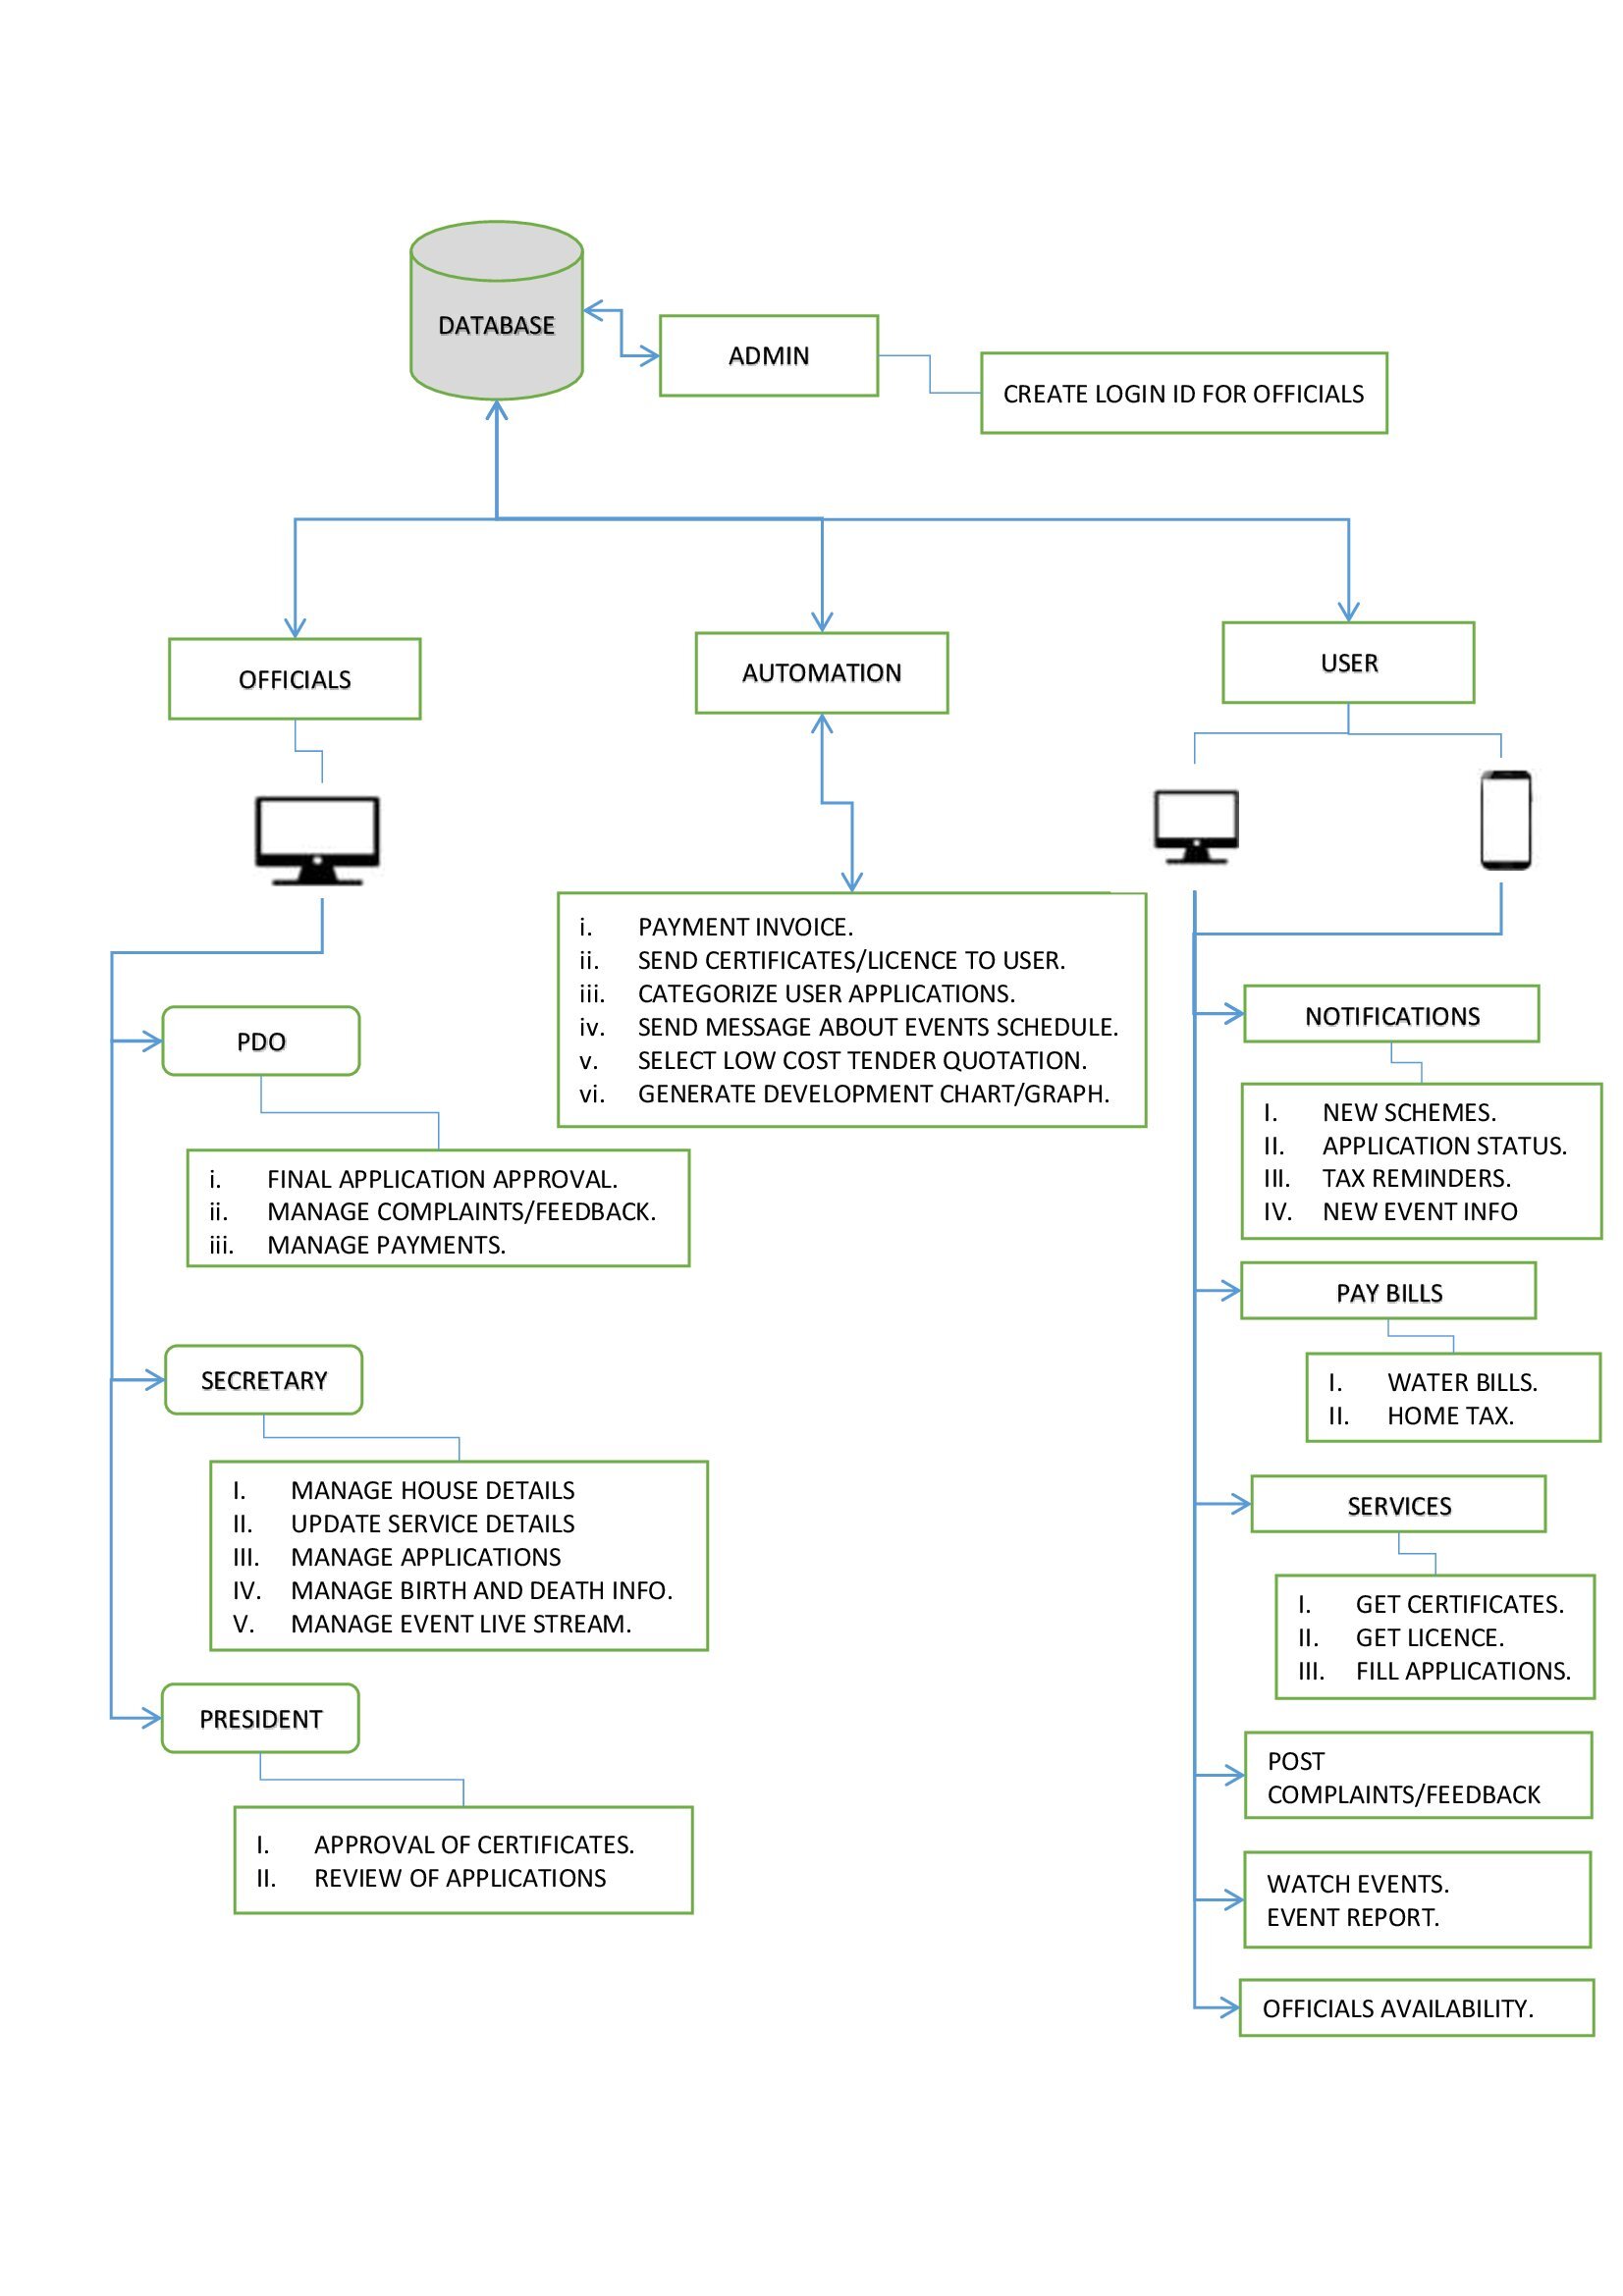 DATABASE
ADMIN
CREATE LOGIN ID FOR OFFICIALS
OFFICIALS
AUTOMATION
USER
i. PAYMENT INVOICE.
ii. SEND CERTIFICATES/LICENCE TO USER.
iii. CATEGORIZE USER APPLICATIONS.
iv. SEND MESSAGE ABOUT EVENTS SCHEDULE.
v. SELECT LOW COST TENDER QUOTATION.
vi. GENERATE DEVELOPMENT CHART/GRAPH.
PDO
i. FINAL APPLICATION APPROVAL.
ii. MANAGE COMPLAINTS/FEEDBACK.
iii. MANAGE PAYMENTS.
SECRETARY
I. MANAGE HOUSE DETAILS
II. UPDATE SERVICE DETAILS
III. MANAGE APPLICATIONS
IV. MANAGE BIRTH AND DEATH INFO.
V. MANAGE EVENT LIVE STREAM.
PRESIDENT
I. APPROVAL OF CERTIFICATES.
II. REVIEW OF APPLICATIONS
NOTIFICATIONS
I. NEW SCHEMES.
II. APPLICATION STATUS.
III. TAX REMINDERS.
IV. NEW EVENT INFO
PAY BILLS
I. WATER BILLS.
II. HOME TAX.
SERVICES
I. GET CERTIFICATES.
II. GET LICENCE.
III. FILL APPLICATIONS.
POST
COMPLAINTS/FEEDBACK
WATCH EVENTS.
EVENT REPORT.
OFFICIALS AVAILABILITY.